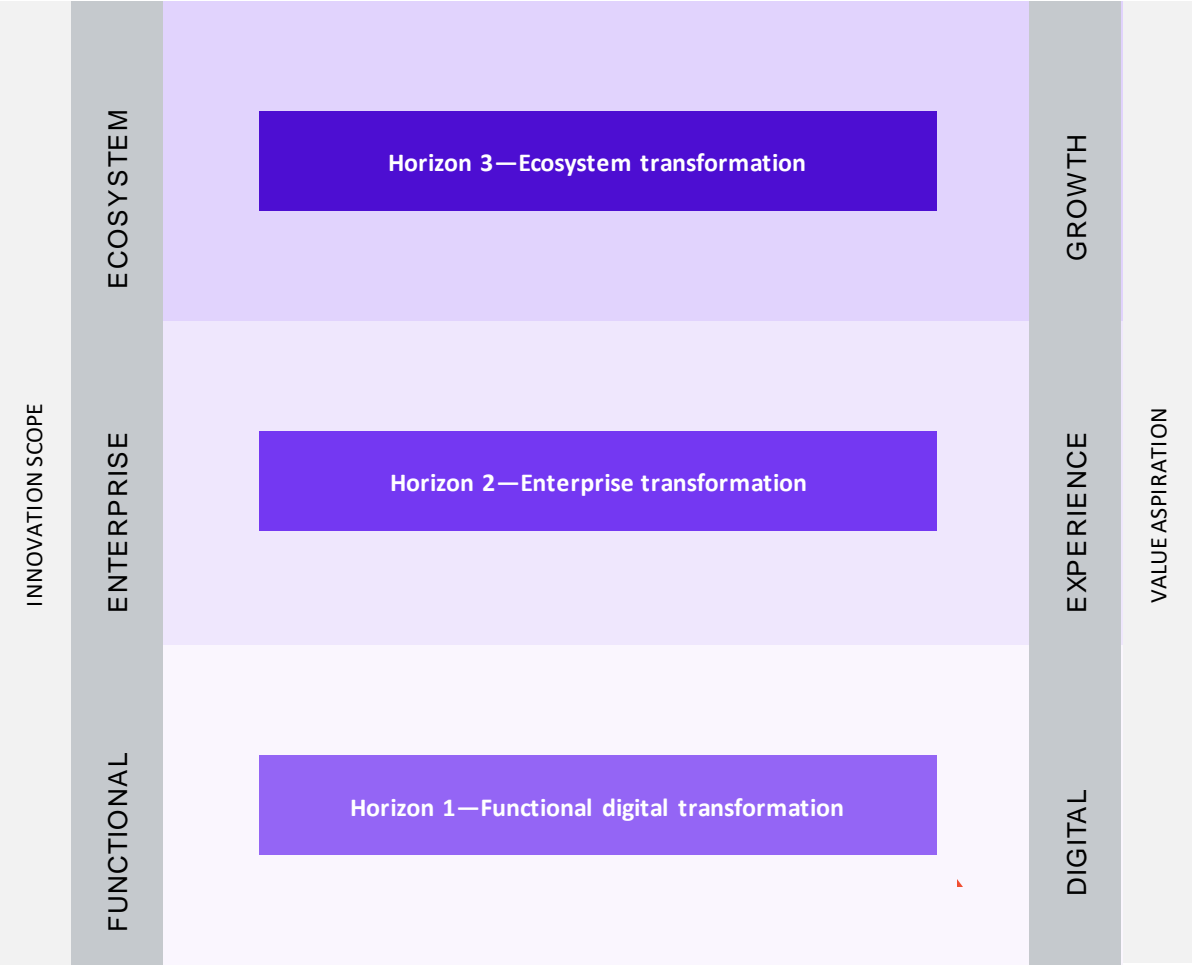 INNOVATION SCOPE
ECOSYSTEM
Horizon 3—Ecosystem transformation
GROWTH
ENTERPRISE
Horizon 2—Enterprise transformation
EXPERIENCE
VALUE ASPIRATION
FUNCTIONAL
Horizon 1—Functional digital transformation
DIGITAL